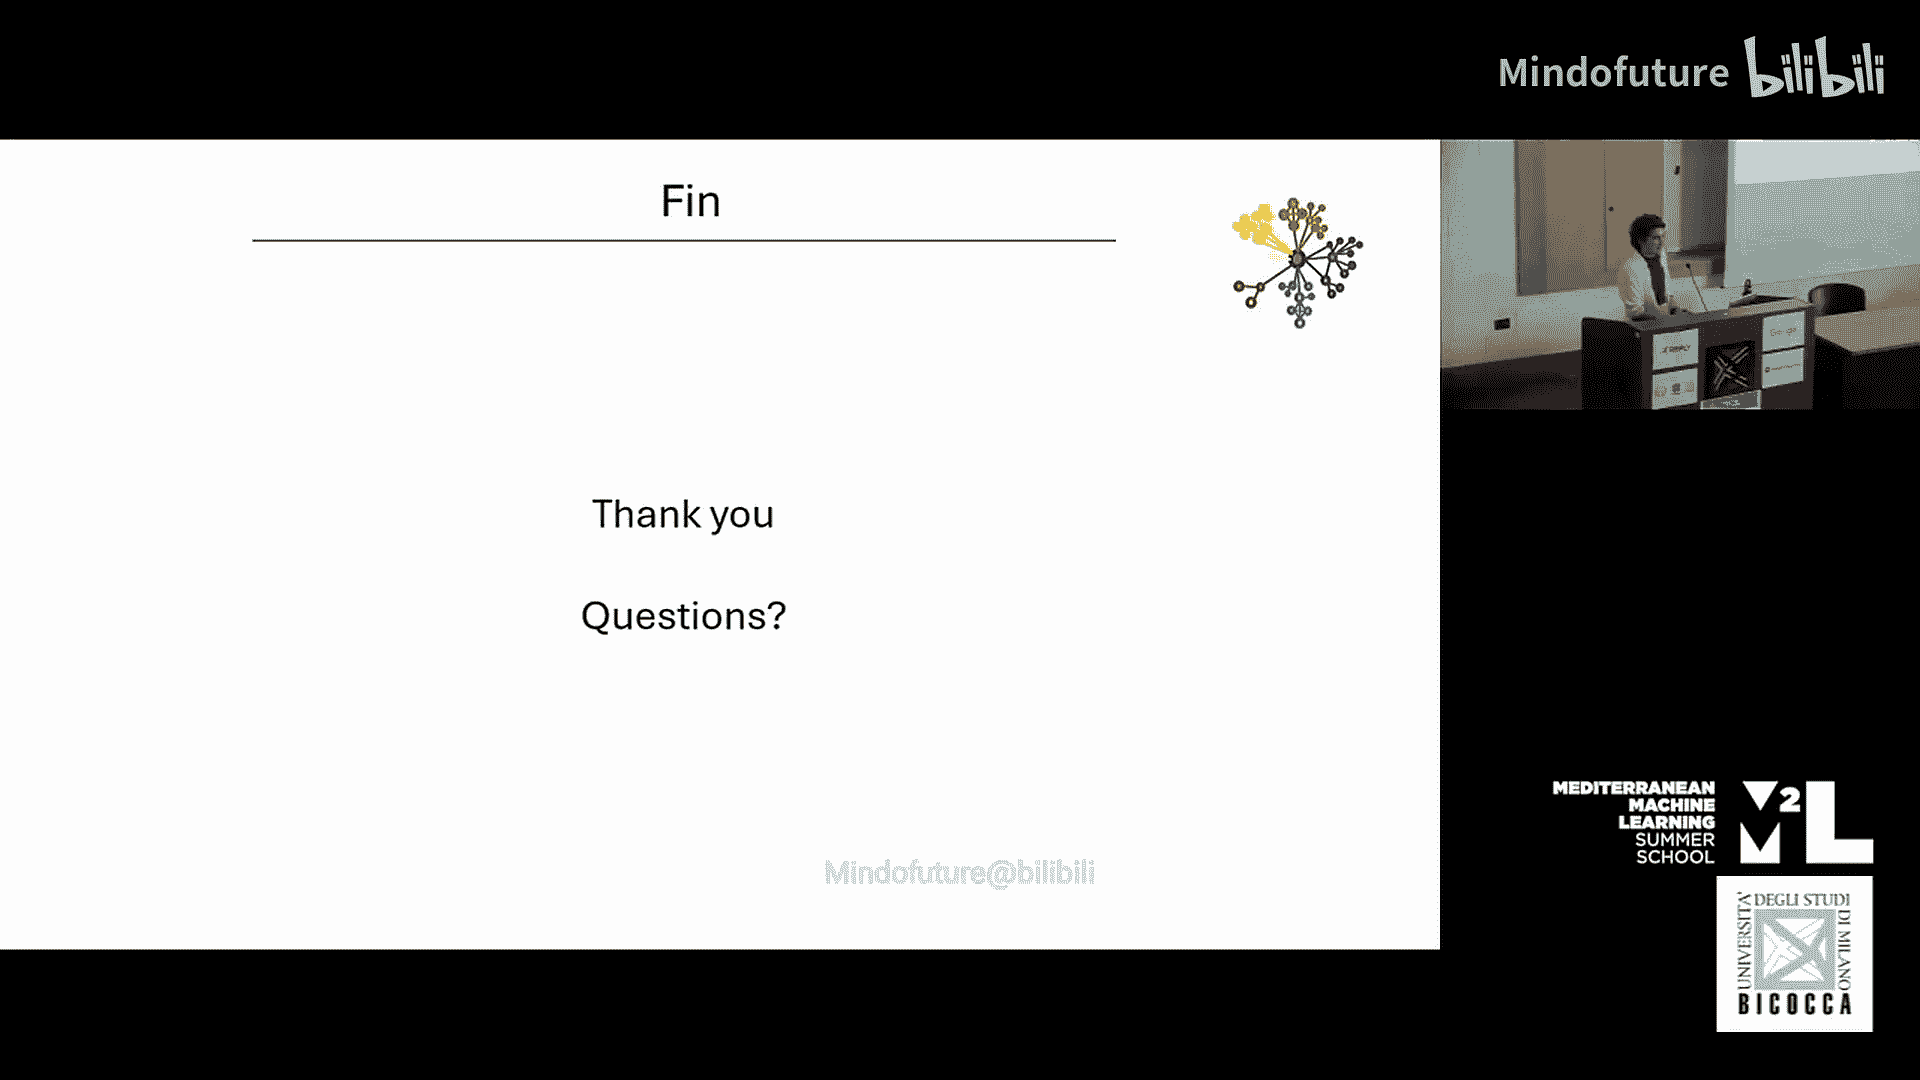 Mindofuture bilibili
Fin
Thank you
Questions?
Mindofuture@bilibili
MEDITERRANEAN
MACHINE
LEARNING
SUMMER
SCHOOL
M2L
UNIVERSITA'
DEGLI STUDI
DI MILANO
BICOCCA